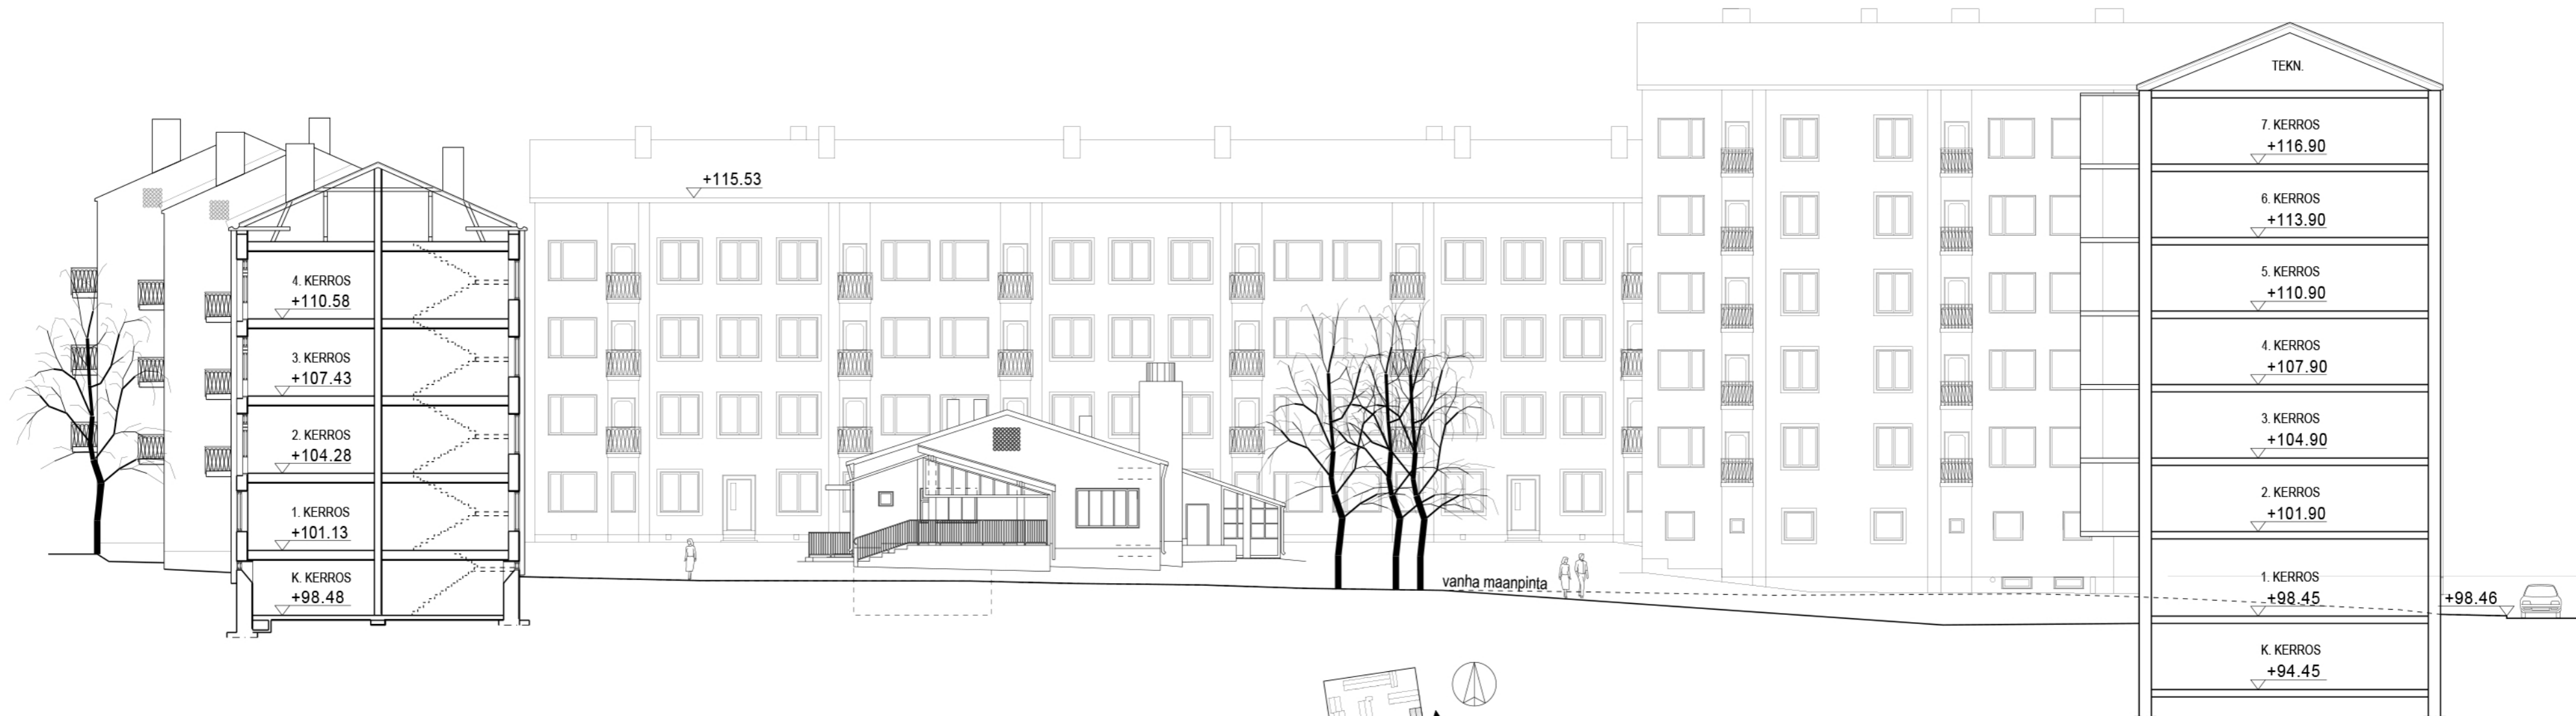 +115.53
4. KERROS
+110.58
3. KERROS
+107.43
2. KERROS
+104.28
1. KERROS
+101.13
K. KERROS
+98.48
vanha maanpinta
TEKN.
7. KERROS
+116.90
6. KERROS
+113.90
5. KERROS
+110.90
4. KERROS
+107.90
3. KERROS
+104.90
2. KERROS
+101.90
1. KERROS
+98.45
+98.46
K. KERROS
+94.45